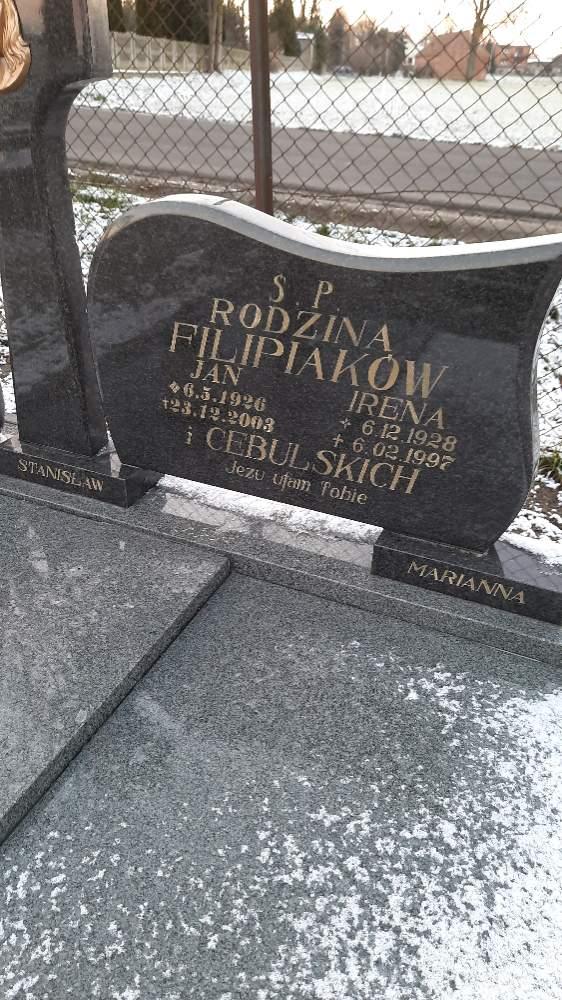 Ś. P.
RODZINA
FILIPIAKÓW
JAN
* 6.5.1926
+ 23.12.2003
IRENA
* 6.12.1928
+ 6.02.1997
i CEBULSKICH
Jezu ufam Tobie
STANISŁAW
MARIANNA